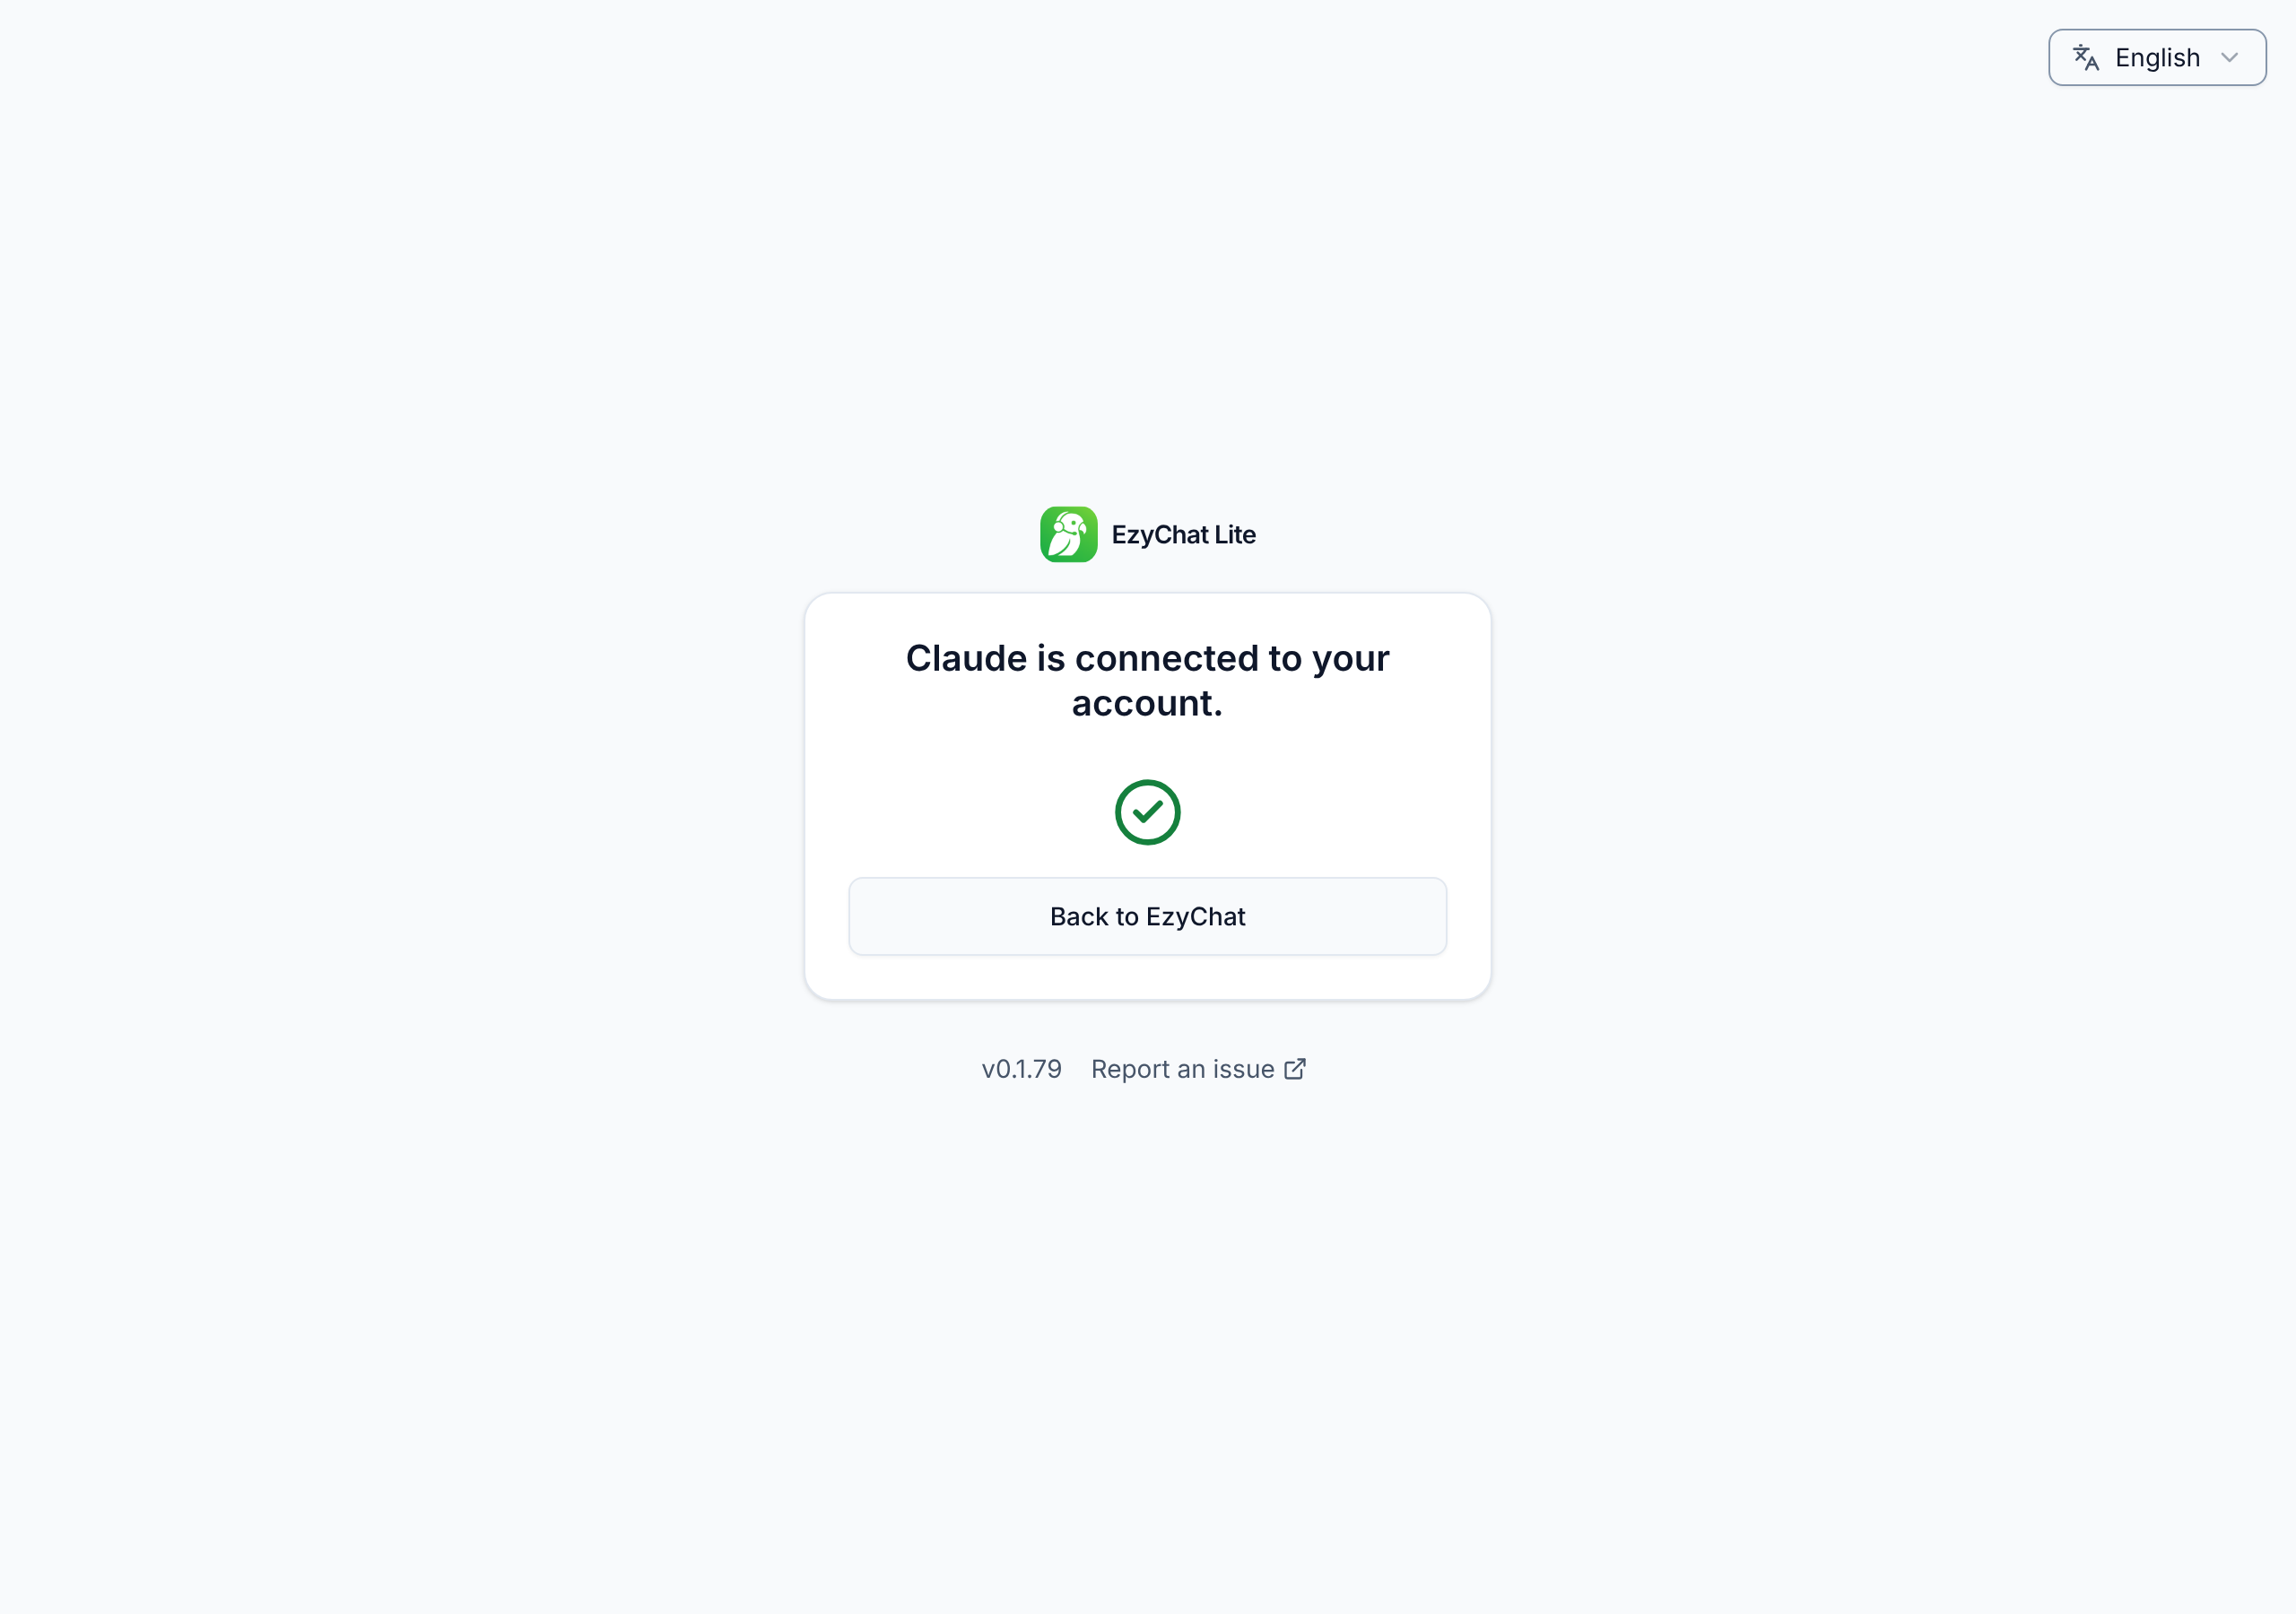 English
EzyChat Lite
Claude is connected to your
account.
Back to EzyChat
v0.1.79 Report an issue